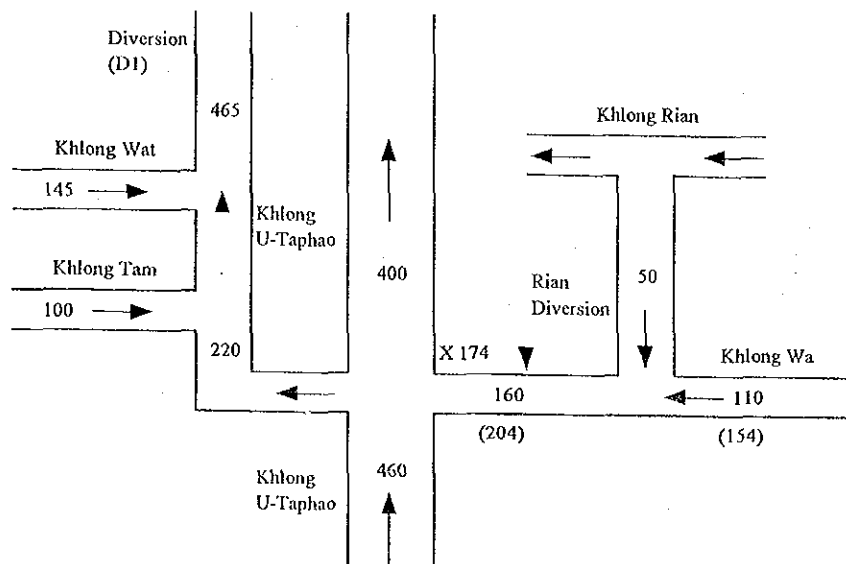 Diversion
(D1)
465
Khlong Rian
Khlong Wat
145
Khlong
U-Taphao
Khlong Tam
400
Rian
Diversion
50
100
220
X 174
Khlong Wa
160
110
(204)
(154)
Khlong
U-Taphao
460